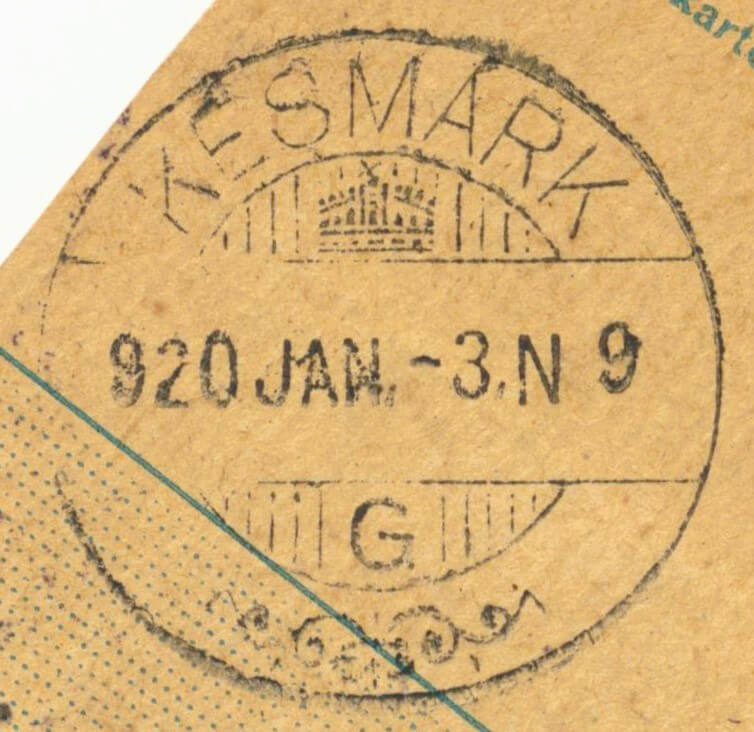 Karte
KÉSMÁRK
920 JAN. -3. N 9
G